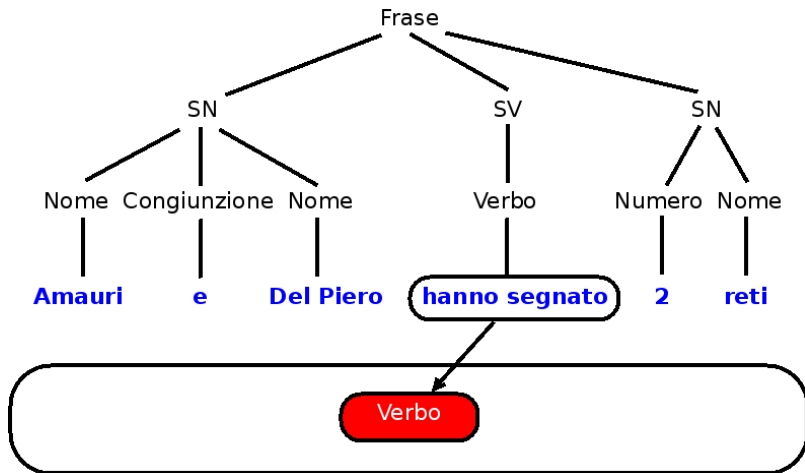 Frase
SN SV SN
Nome Congiunzione Nome Verbo Numero Nome
Amauri e Del Piero hanno segnato 2 reti
Verbo